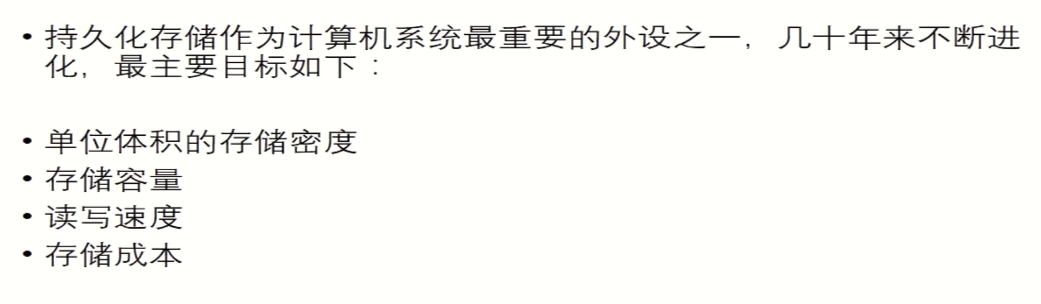 • 持久化存储作为计算机系统最重要的外设之一，几十年来不断进
化，最主要目标如下：
• 单位体积的存储密度
• 存储容量
• 读写速度
• 存储成本